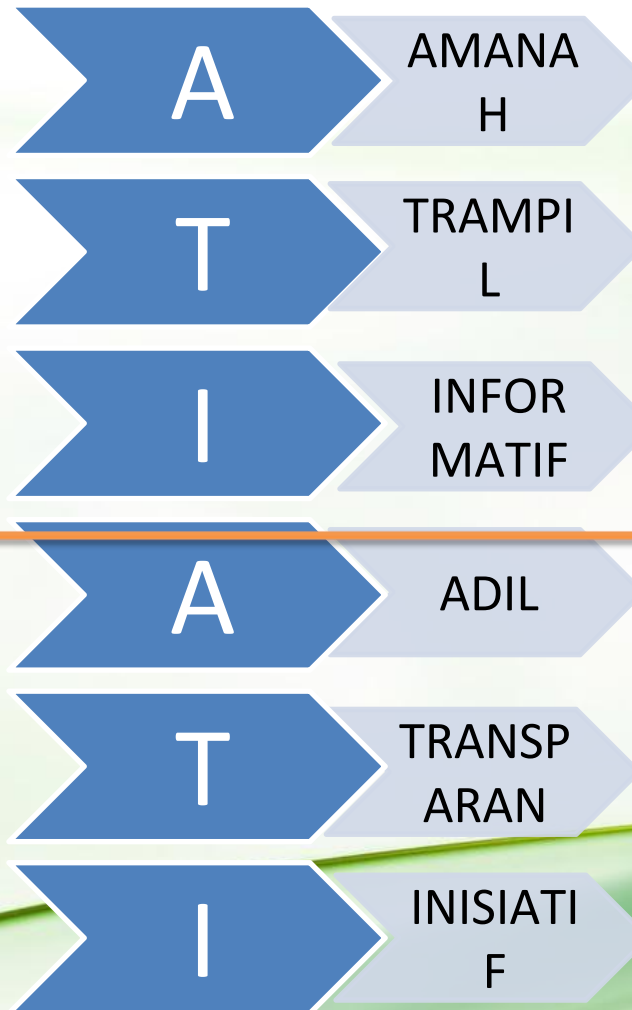 A
AMANA
H
T
TRAMPI
L
I
INFOR
MATIF
A
ADIL
T
TRANSP
ARAN
I
INISIATI
F